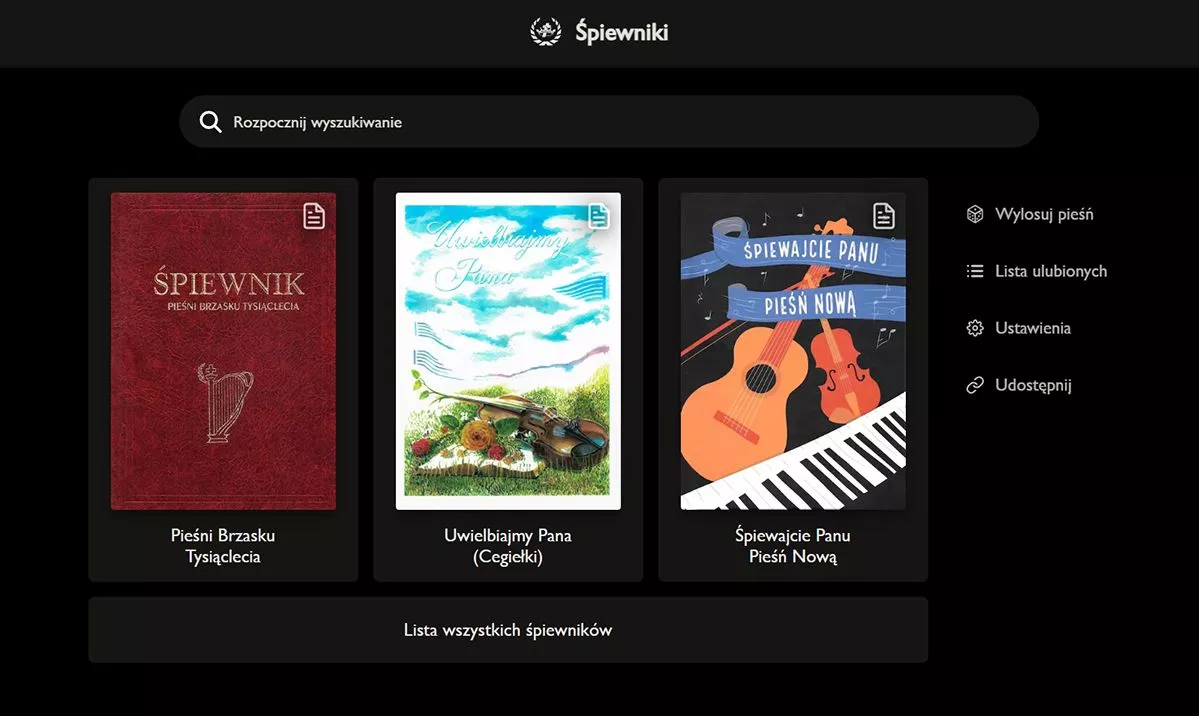 Śpiewniki
Rozpocznij wyszukiwanie
ŚPIEWNIK
PIEŚNI BRZASKU TYSIĄCLECIA
Pieśni Brzasku
Tysiąclecia
Uwielbiajmy
Pana
Uwielbiajmy Pana
(Cegiełki)
ŚPIEWAJCIE PANU
PIEŚŃ NOWĄ
Śpiewajcie Panu
Pieśń Nową
Wylosuj pieśń
Lista ulubionych
Ustawienia
Udostępnij
Lista wszystkich śpiewników